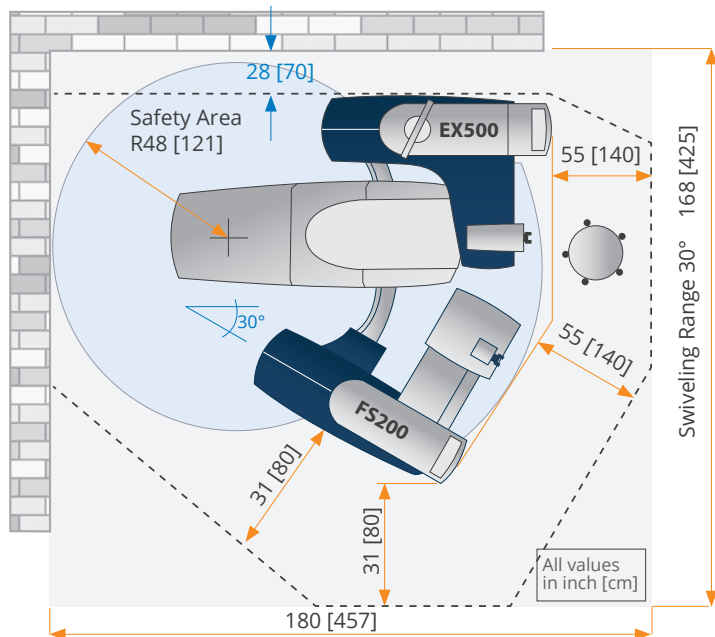 28 [70]
Safety Area
R48 [121]
EX500
55 [140]
Swiveling Range 30° 168 [425]
30°
55 [140]
FS200
31 [80]
31 [80]
All values
in inch [cm]
180 [457]